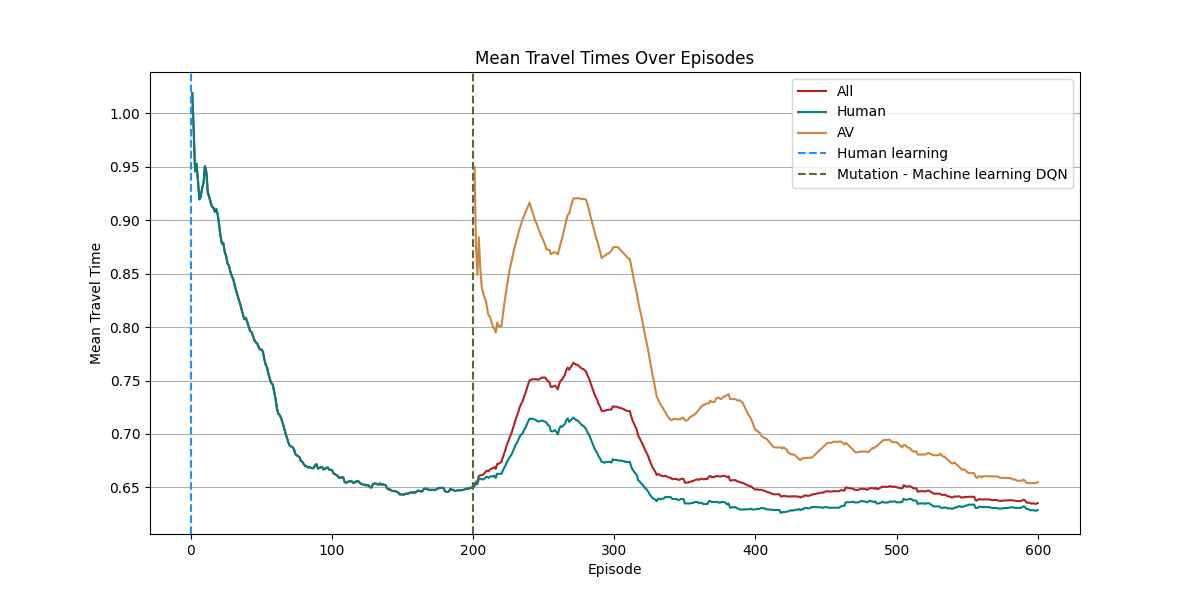 Mean Travel Times Over Episodes
Mean Travel Time
1.00
0.95
0.90
0.85
0.80
0.75
0.70
0.65
All
Human
AV
Human learning
Mutation - Machine learning DQN
0 100 200 300 400 500 600
Episode